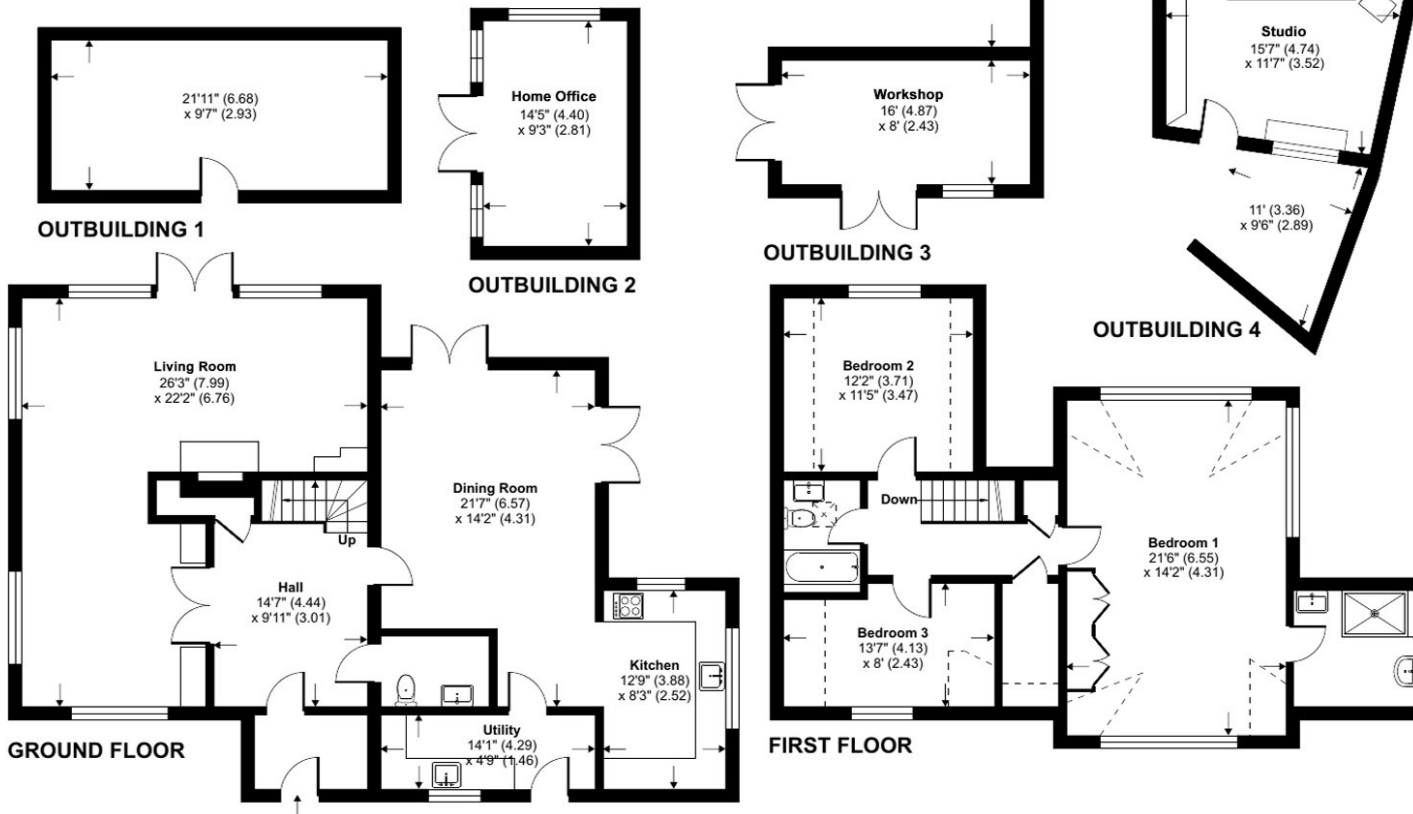 21'11" (6.68)
x 9'7" (2.93)
OUTBUILDING 1
Home Office
14'5" (4.40)
x 9'3" (2.81)
OUTBUILDING 2
Workshop
16' (4.87)
x 8' (2.43)
OUTBUILDING 3
Studio
15'7" (4.74)
x 11'7" (3.52)
11' (3.36)
x 9'6" (2.89)
OUTBUILDING 4
Living Room
26'3" (7.99)
x 22'2" (6.76)
Dining Room
21'7" (6.57)
x 14'2" (4.31)
Up
Hall
14'7" (4.44)
x 9'11" (3.01)
Kitchen
12'9" (3.88)
x 8'3" (2.52)
Utility
14'1" (4.29)
x 4'9" (1.46)
GROUND FLOOR
Bedroom 2
12'2" (3.71)
x 11'5" (3.47)
Down
Bedroom 1
21'6" (6.55)
x 14'2" (4.31)
Bedroom 3
13'7" (4.13)
x 8' (2.43)
FIRST FLOOR